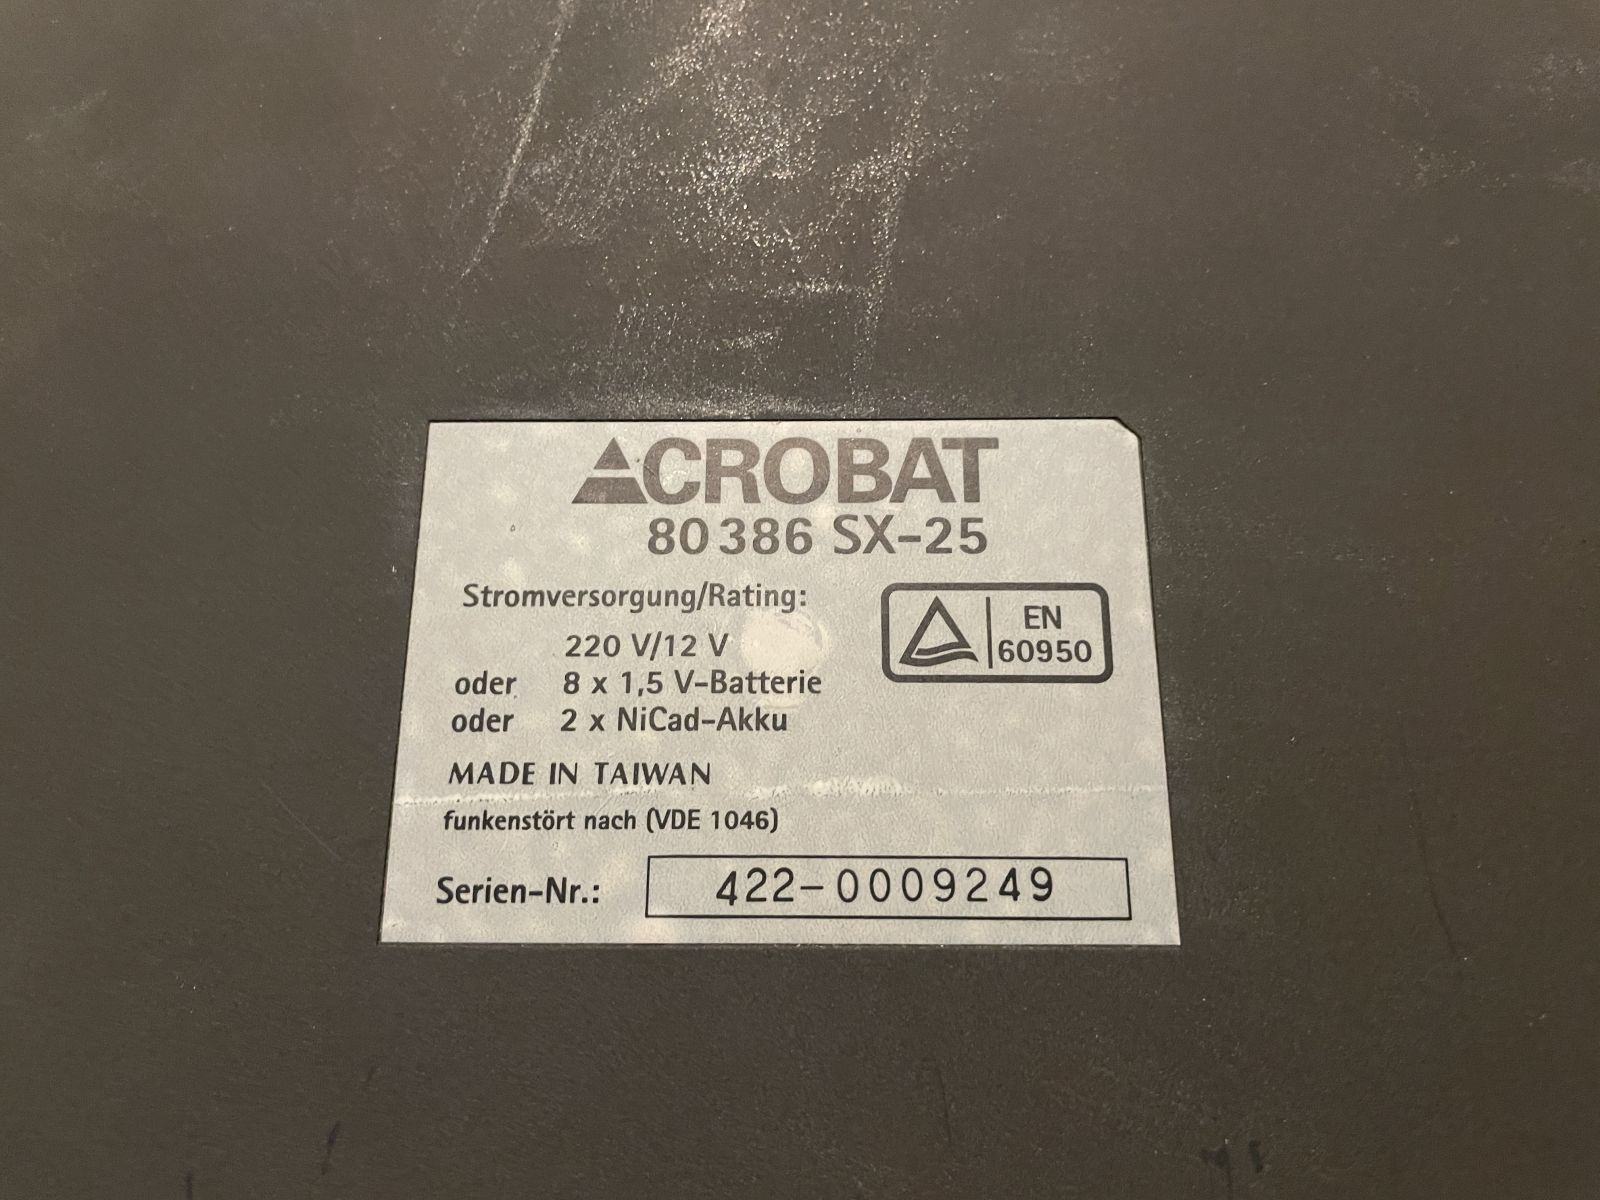 ACROBAT
80386 SX-25
Stromversorgung/Rating:
220 V/12 V
oder 8 x 1,5 V-Batterie
oder 2 x NiCad-Akku
EN
60950
MADE IN TAIWAN
funkenstört nach (VDE 1046)
Serien-Nr.: 422-0009249